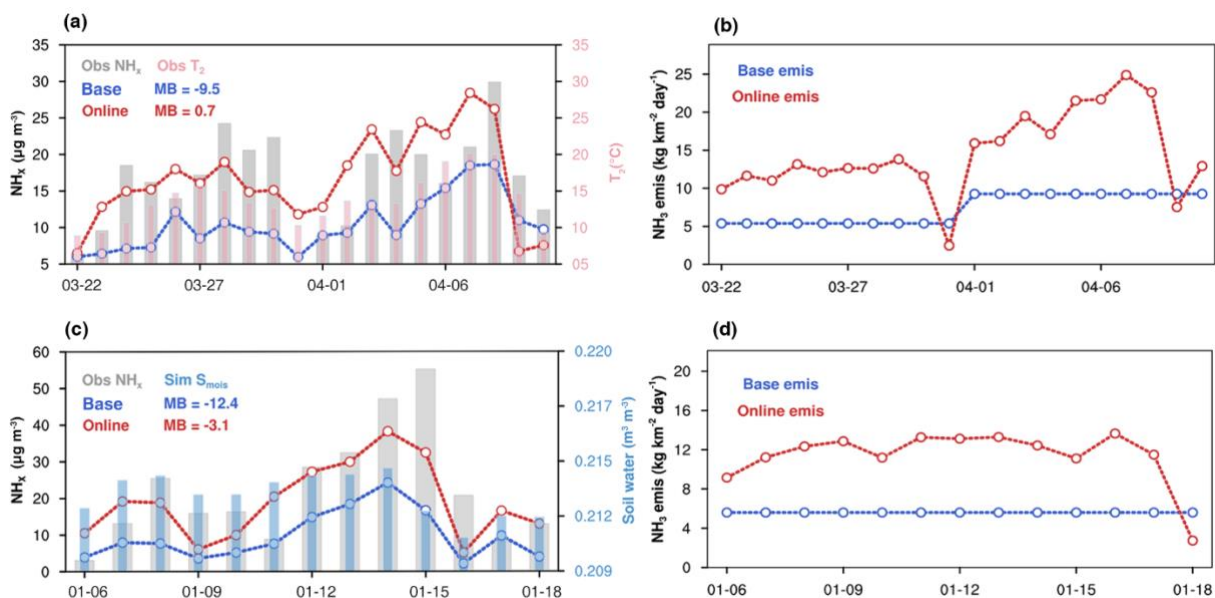 (a)
35
30
25
20
15
10
5
NHx (µg m⁻³)
Obs NHx Obs T₂
Base MB = -9.5
Online MB = 0.7
35
30
25
20
15
10
05
T₂(°C)
03-22 03-27 04-01 04-06
(b)
25
20
15
10
5
0
NH₃ emis (kg km⁻² day⁻¹)
Base emis
Online emis
03-22 03-27 04-01 04-06
(c)
60
50
40
30
20
10
0
NHx (µg m⁻³)
Obs NHx Sim Smois
Base MB = -12.4
Online MB = -3.1
0.220
0.217
0.215
0.212
0.209
Soil water (m³ m⁻³)
01-06 01-09 01-12 01-15 01-18
(d)
20
16
12
8
4
0
NH₃ emis (kg km⁻² day⁻¹)
Base emis
Online emis
01-06 01-09 01-12 01-15 01-18